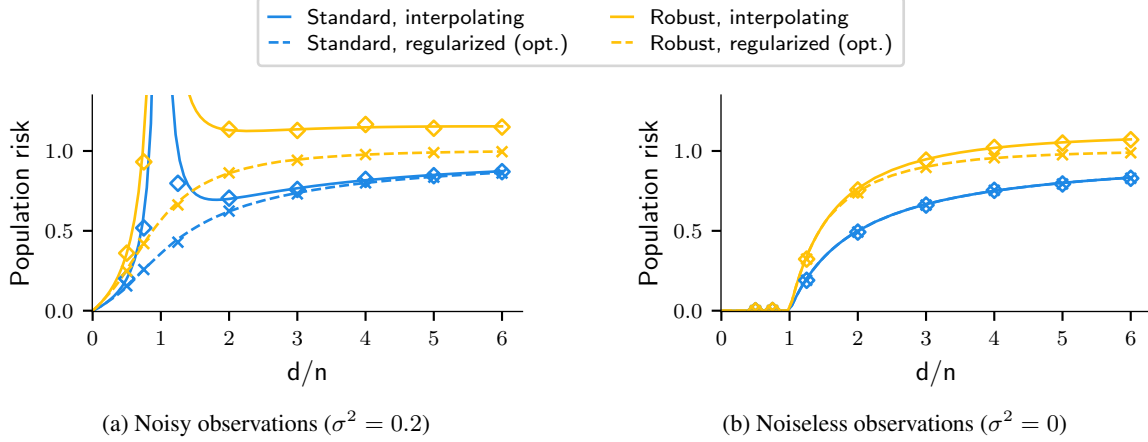 Standard, interpolating
Robust, interpolating
Standard, regularized (opt.)
Robust, regularized (opt.)
Population risk
1.0
0.5
0.0
0 1 2 3 4 5 6
d/n
(a) Noisy observations (σ² = 0.2)
Population risk
1.0
0.5
0.0
0 1 2 3 4 5 6
d/n
(b) Noiseless observations (σ² = 0)